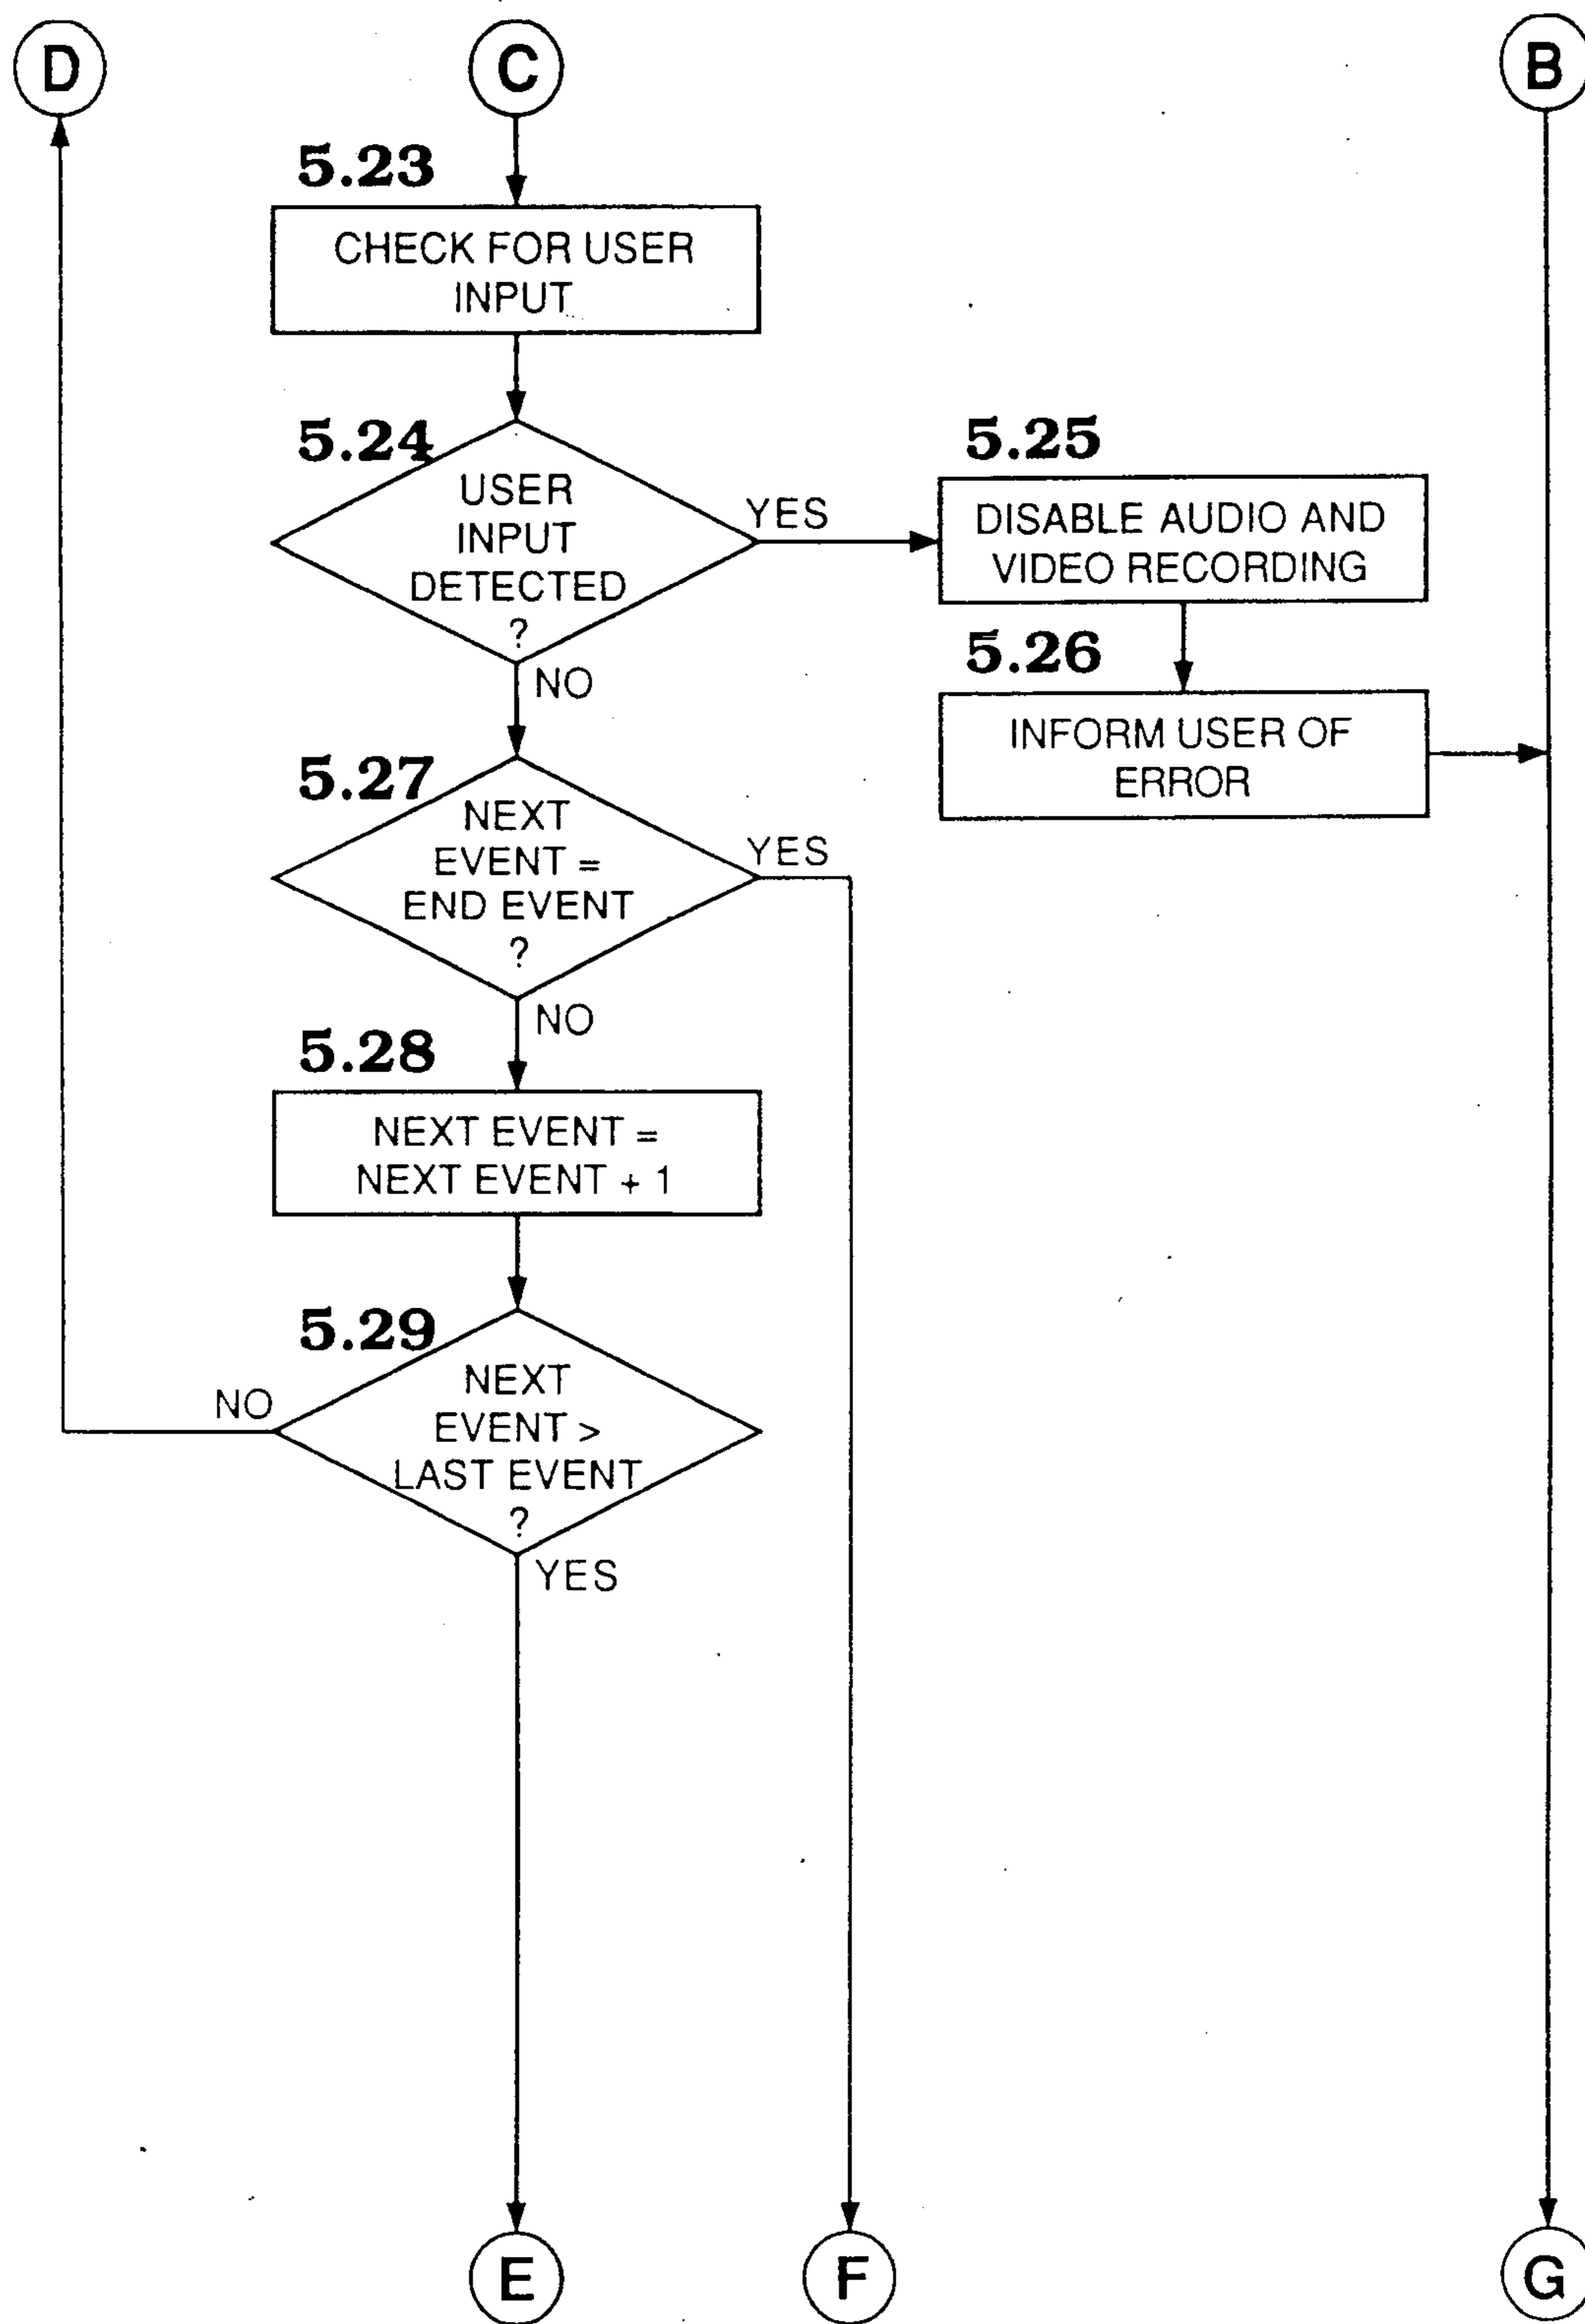 D
C
B
5.23
CHECK FOR USER
INPUT
5.24
USER
INPUT
DETECTED
?
YES
NO
5.25
DISABLE AUDIO AND
VIDEO RECORDING
5.26
INFORM USER OF
ERROR
5.27
NEXT
EVENT =
END EVENT
?
YES
NO
5.28
NEXT EVENT =
NEXT EVENT + 1
5.29
NEXT
EVENT >
LAST EVENT
?
NO
YES
E
F
G